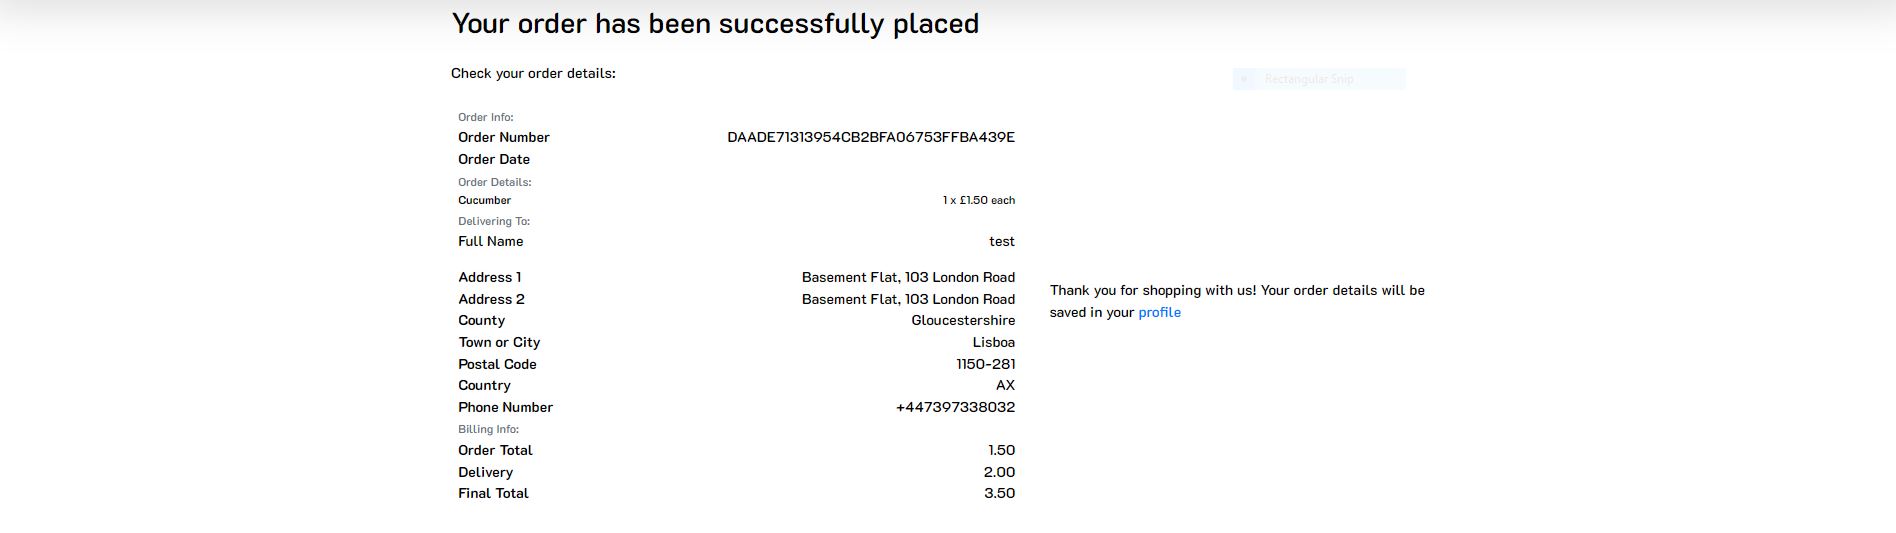 Your order has been successfully placed
Check your order details:
Rectangular Snip
Order Info:
Order Number DAADE71313954CB2BFA06753FFBA439E
Order Date
Order Details:
Cucumber 1 x £1.50 each
Delivering To:
Full Name test
Address 1 Basement Flat, 103 London Road
Address 2 Basement Flat, 103 London Road
County Gloucestershire
Town or City Lisboa
Postal Code 1150-281
Country AX
Phone Number +447397338032
Billing Info:
Order Total 1.50
Delivery 2.00
Final Total 3.50
Thank you for shopping with us! Your order details will be
saved in your profile